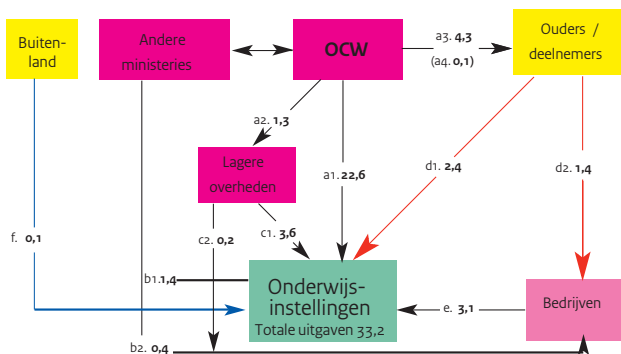 Buiten-
land
Andere
ministeries
OCW
a3. 4,3
(a4. 0,1)
Ouders /
deelnemers
a2. 1,3
Lagere
overheden
a1. 22,6
d1. 2,4
d2. 1,4
f. 0,1
c2. 0,2
c1. 3,6
b1. 1,4
Onderwijs-
instellingen
Totale uitgaven 33,2
e. 3,1
Bedrijven
b2. 0,4